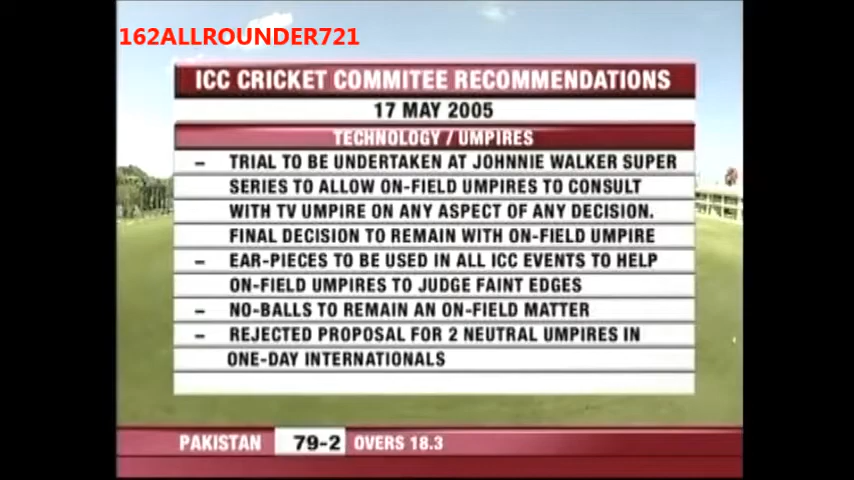 162ALLROUNDER721
ICC CRICKET COMMITEE RECOMMENDATIONS
17 MAY 2005
TECHNOLOGY / UMPIRES
– TRIAL TO BE UNDERTAKEN AT JOHNNIE WALKER SUPER
SERIES TO ALLOW ON-FIELD UMPIRES TO CONSULT
WITH TV UMPIRE ON ANY ASPECT OF ANY DECISION.
FINAL DECISION TO REMAIN WITH ON-FIELD UMPIRE
– EAR-PIECES TO BE USED IN ALL ICC EVENTS TO HELP
ON-FIELD UMPIRES TO JUDGE FAINT EDGES
– NO-BALLS TO REMAIN AN ON-FIELD MATTER
– REJECTED PROPOSAL FOR 2 NEUTRAL UMPIRES IN
ONE-DAY INTERNATIONALS
PAKISTAN 79-2 OVERS 18.3